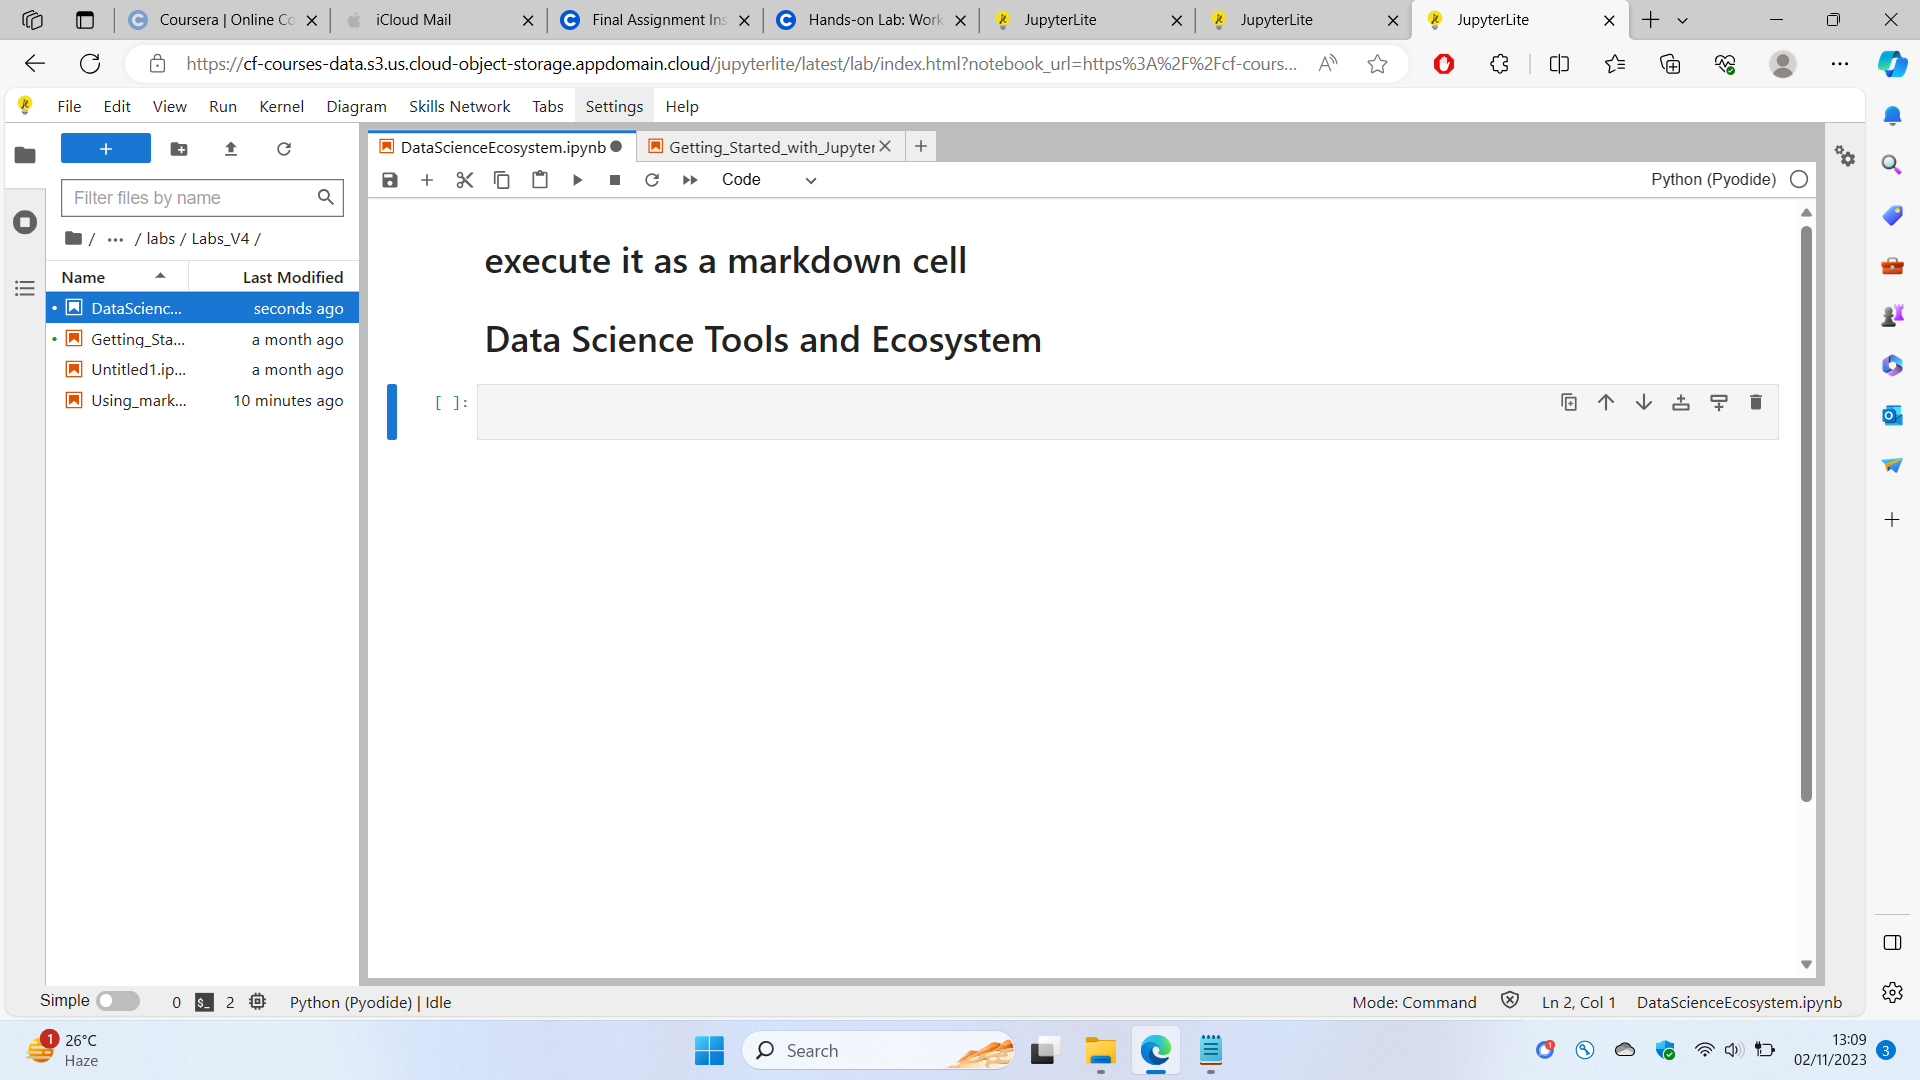 Coursera | Online Co
iCloud Mail
Final Assignment Ins
Hands-on Lab: Work
JupyterLite
JupyterLite
JupyterLite
https://cf-courses-data.s3.us.cloud-object-storage.appdomain.cloud/jupyterlite/latest/lab/index.html?notebook_url=https%3A%2F%2Fcf-cours...
File Edit View Run Kernel Diagram Skills Network Tabs Settings Help
DataScienceEcosystem.ipynb
Getting_Started_with_Jupyter
Code
Python (Pyodide)
Filter files by name
/ ... / labs / Labs_V4 /
Name Last Modified
DataScienc... seconds ago
Getting_Sta... a month ago
Untitled1.ip... a month ago
Using_mark... 10 minutes ago
execute it as a markdown cell
Data Science Tools and Ecosystem
[ ]:
Simple 0 2 Python (Pyodide) | Idle
Mode: Command Ln 2, Col 1 DataScienceEcosystem.ipynb
1
26°C
Haze
Search
13:09
02/11/2023
3